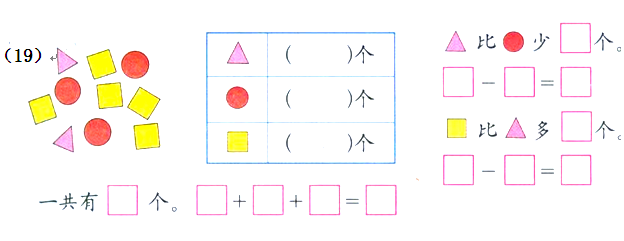 (19)
( )个
( )个
( )个
一共有□个。□+□+□=□
▲比●少□个。
□-□=□
■比▲多□个。
□-□=□